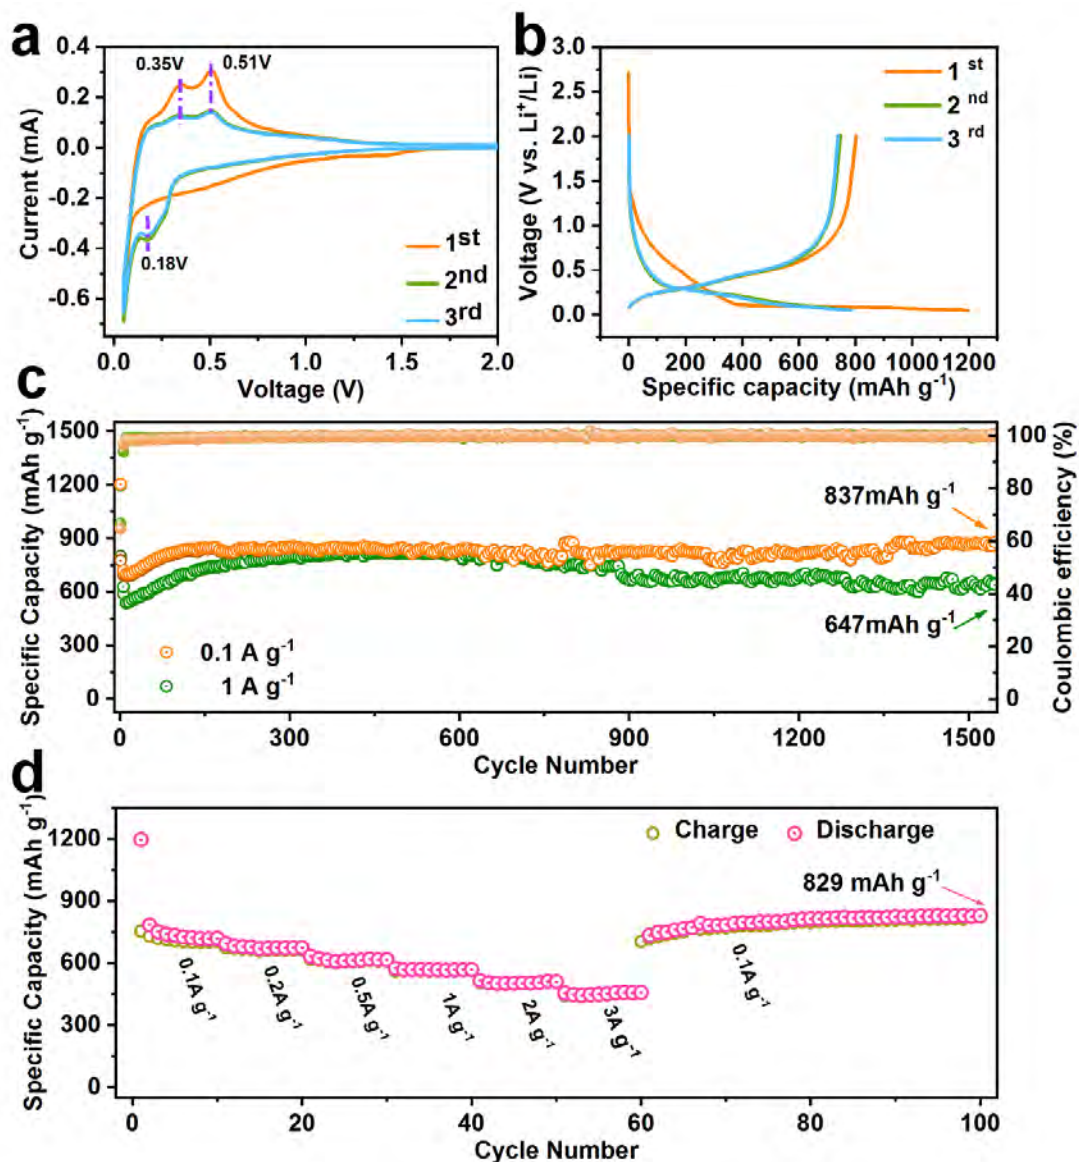 a
0.4
0.2
0.0
-0.2
-0.4
-0.6
Current (mA)
0.35V
0.51V
0.18V
1st
2nd
3rd
0.0
0.5
1.0
1.5
2.0
Voltage (V)
b
3.0
2.5
2.0
1.5
1.0
0.5
0.0
Voltage (V vs. Li⁺/Li)
1 st
2 nd
3 rd
0
200
400
600
800
1000
1200
Specific capacity (mAh g⁻¹)
c
1500
1200
900
600
300
0
Specific Capacity (mAh g⁻¹)
837mAh g⁻¹
647mAh g⁻¹
0.1 A g⁻¹
1 A g⁻¹
100
80
60
40
20
0
Coulombic efficiency (%)
0
300
600
900
1200
1500
Cycle Number
d
1200
900
600
300
0
Specific Capacity (mAh g⁻¹)
Charge
Discharge
829 mAh g⁻¹
0.1A g⁻¹
0.2A g⁻¹
0.5A g⁻¹
1A g⁻¹
2A g⁻¹
3A g⁻¹
0.1A g⁻¹
0
20
40
60
80
100
Cycle Number